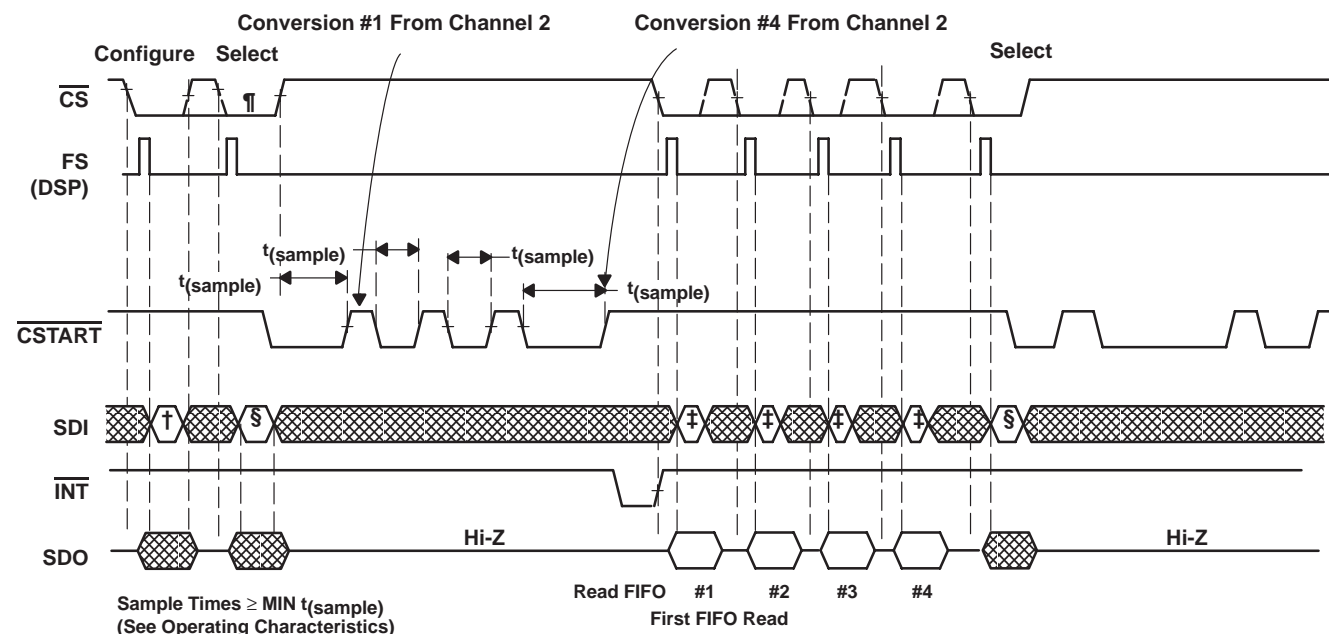 Conversion #1 From Channel 2
Conversion #4 From Channel 2
Configure
Select
Select
CS
¶
FS
(DSP)
t(sample)
t(sample)
t(sample)
t(sample)
CSTART
SDI
†
§
‡
‡
‡
‡
§
INT
SDO
Hi-Z
Hi-Z
Read FIFO
#1
#2
#3
#4
First FIFO Read
Sample Times ≥ MIN t(sample)
(See Operating Characteristics)